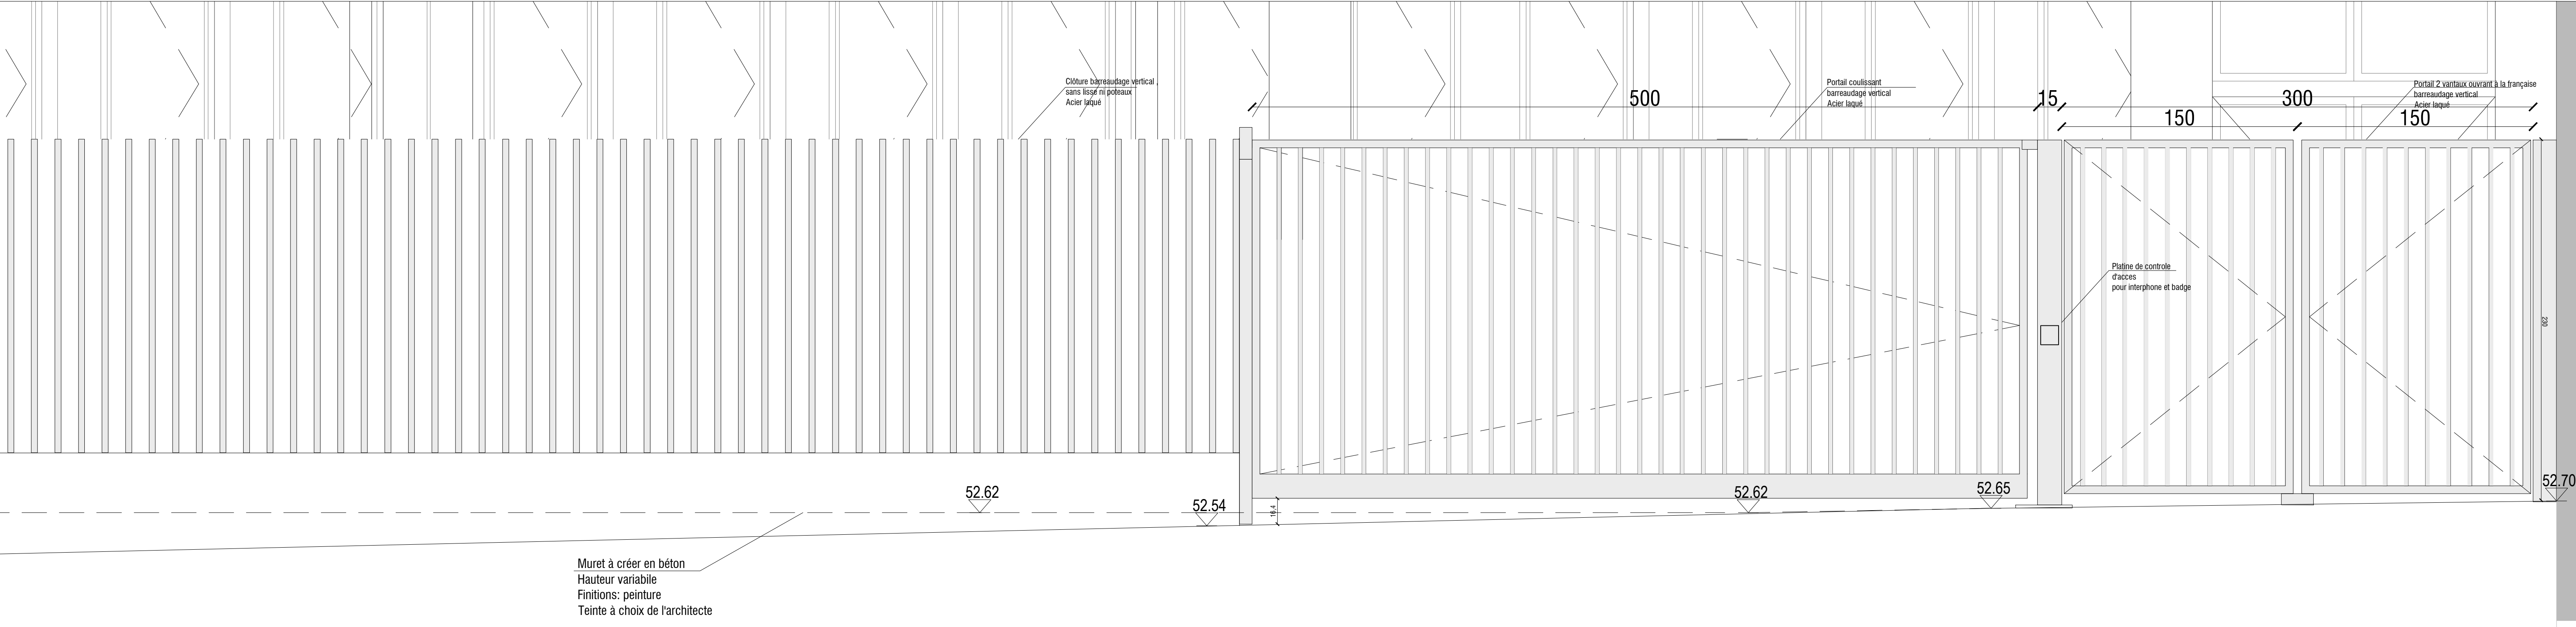 Clôture barreaudage vertical ,
sans lisse ni poteaux
Acier laqué
Portail coulissant
barreaudage vertical
Acier laqué
Portail 2 vantaux ouvrant à la française
barreaudage vertical
Acier laqué
500
15
300
150
150
Platine de controle
d'acces
pour interphone et badge
230
52.62
52.54
16,4
52.62
52.65
52.70
Muret à créer en béton
Hauteur variabile
Finitions: peinture
Teinte à choix de l'architecte